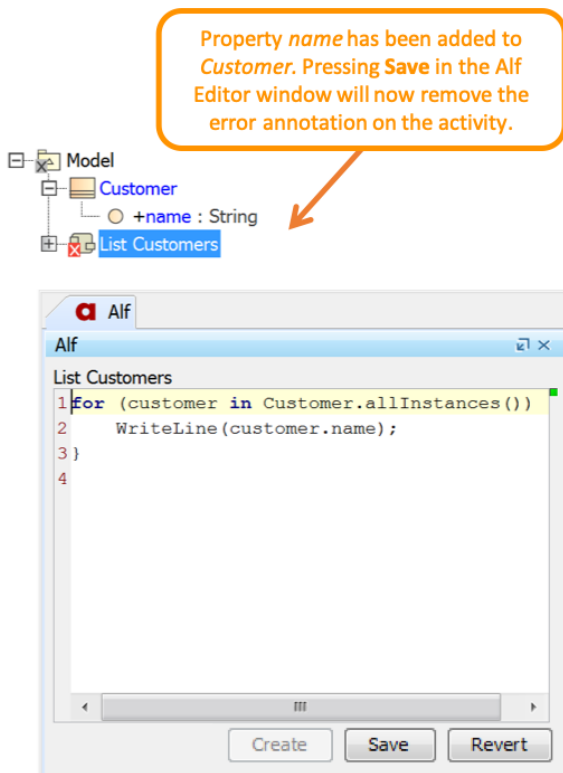 Property name has been added to
Customer. Pressing Save in the Alf
Editor window will now remove the
error annotation on the activity.
Model
Customer
+name : String
List Customers
a Alf
Alf
List Customers
1 for (customer in Customer.allInstances())
2 WriteLine(customer.name);
3 }
4
Create Save Revert